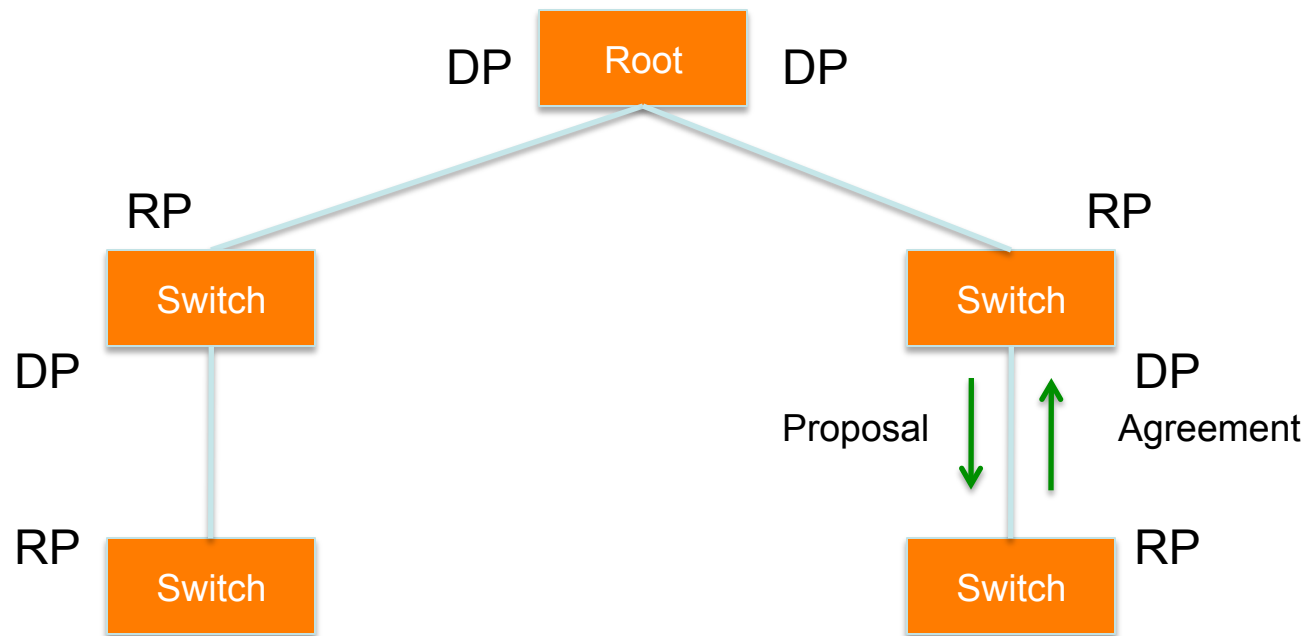 DP
Root
DP
RP
RP
Switch
Switch
DP
DP
Proposal
Agreement
RP
RP
Switch
Switch